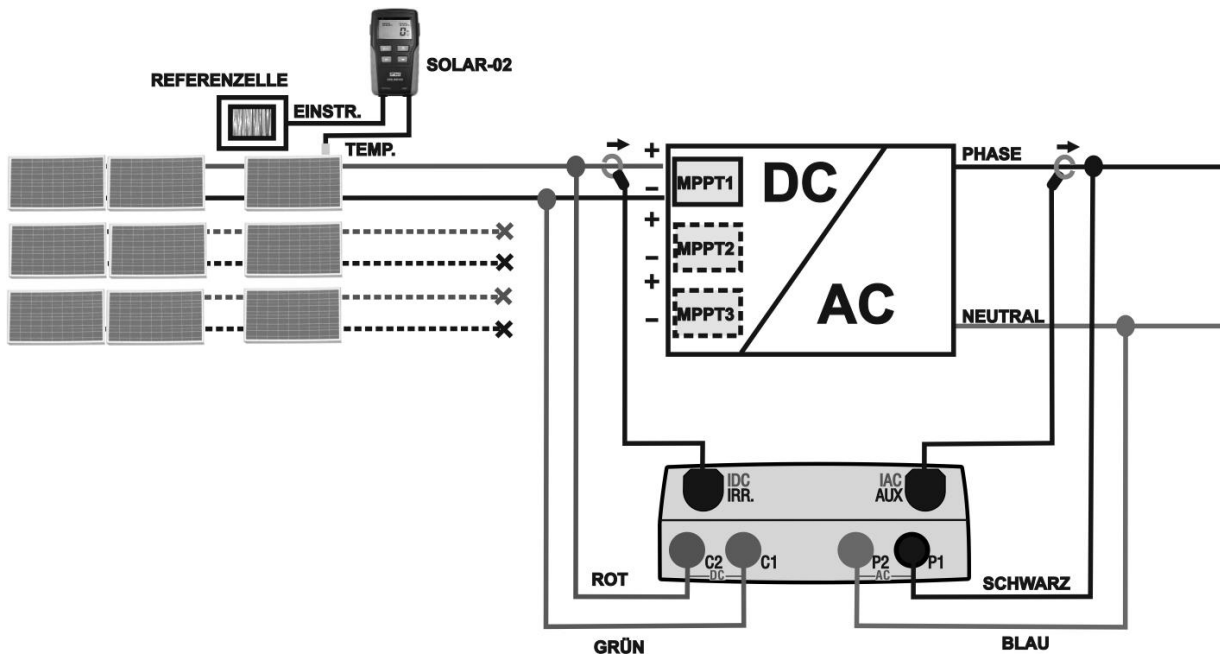 SOLAR-02
REFERENZELLE
EINSTR.
TEMP.
+
−
MPPT1
DC
PHASE
+
−
MPPT2
+
−
MPPT3
AC
NEUTRAL
IDC
IRR.
IAC
AUX
C2
C1
DC
P2
P1
AC
ROT
SCHWARZ
GRÜN
BLAU